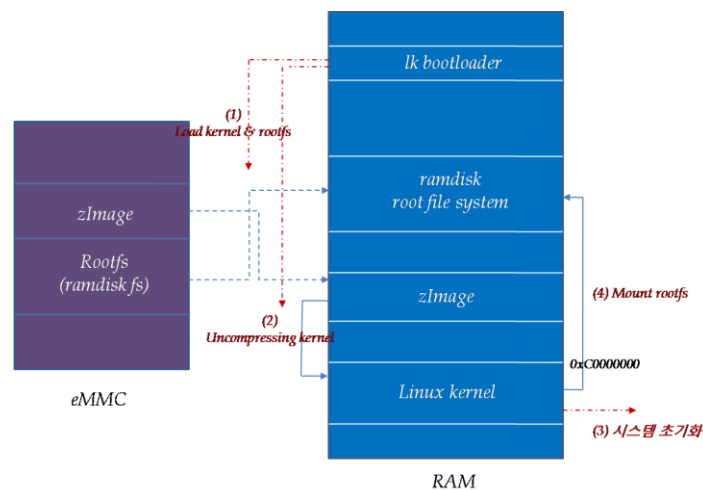 lk bootloader
(1)
Load kernel & rootfs
ramdisk
root file system
zImage
Rootfs
(ramdisk fs)
zImage
(4) Mount rootfs
(2)
Uncompressing kernel
0xC0000000
Linux kernel
eMMC
(3) 시스템 초기화
RAM